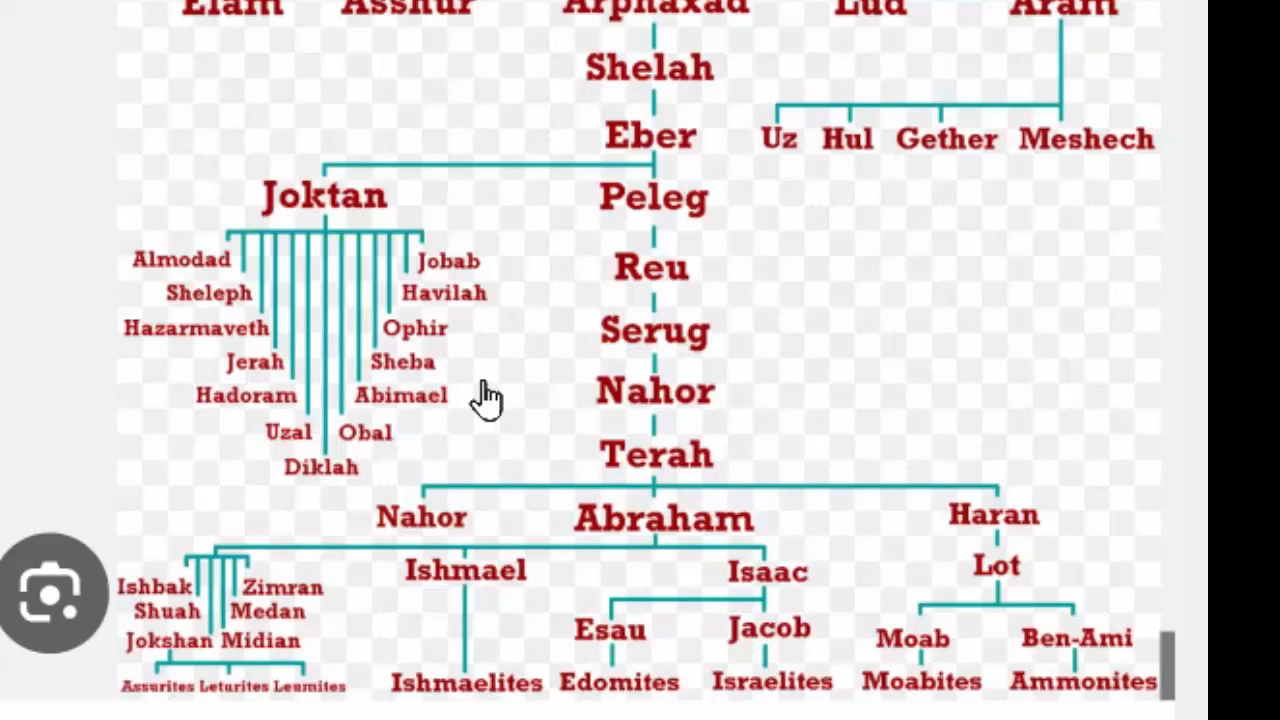 Elam Asshur Arphaxad Lud Aram
Shelah
Eber Uz Hul Gether Meshech
Joktan Peleg
Almodad Jobab
Reu
Sheleph Havilah
Hazarmaveth Ophir Serug
Jerah Sheba
Hadoram Abimael Nahor
Uzal Obal
Terah
Diklah
Nahor Abraham Haran
Ishmael Isaac Lot
Ishbak Zimran
Shuah Medan
Esau Jacob Moab Ben-Ami
Jokshan Midian
Assurites Leturites Leumites Ishmaelites Edomites Israelites Moabites Ammonites